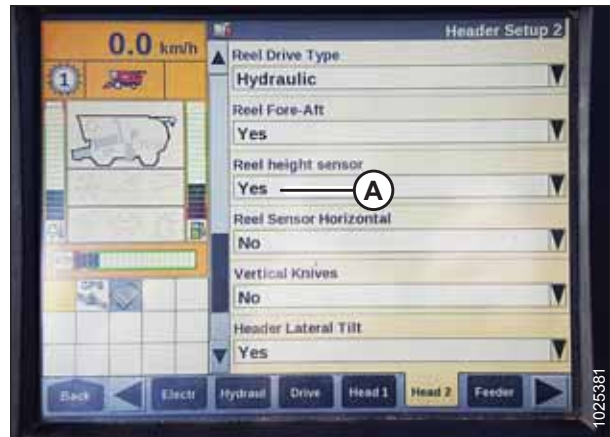 Header Setup 2
0.0 km/h
1
Reel Drive Type
Hydraulic
Reel Fore-Aft
Yes
Reel height sensor
Yes
A
Reel Sensor Horizontal
No
Vertical Knives
No
Header Lateral Tilt
Yes
Back
Electr
Hydraul
Drive
Head 1
Head 2
Feeder
1025381